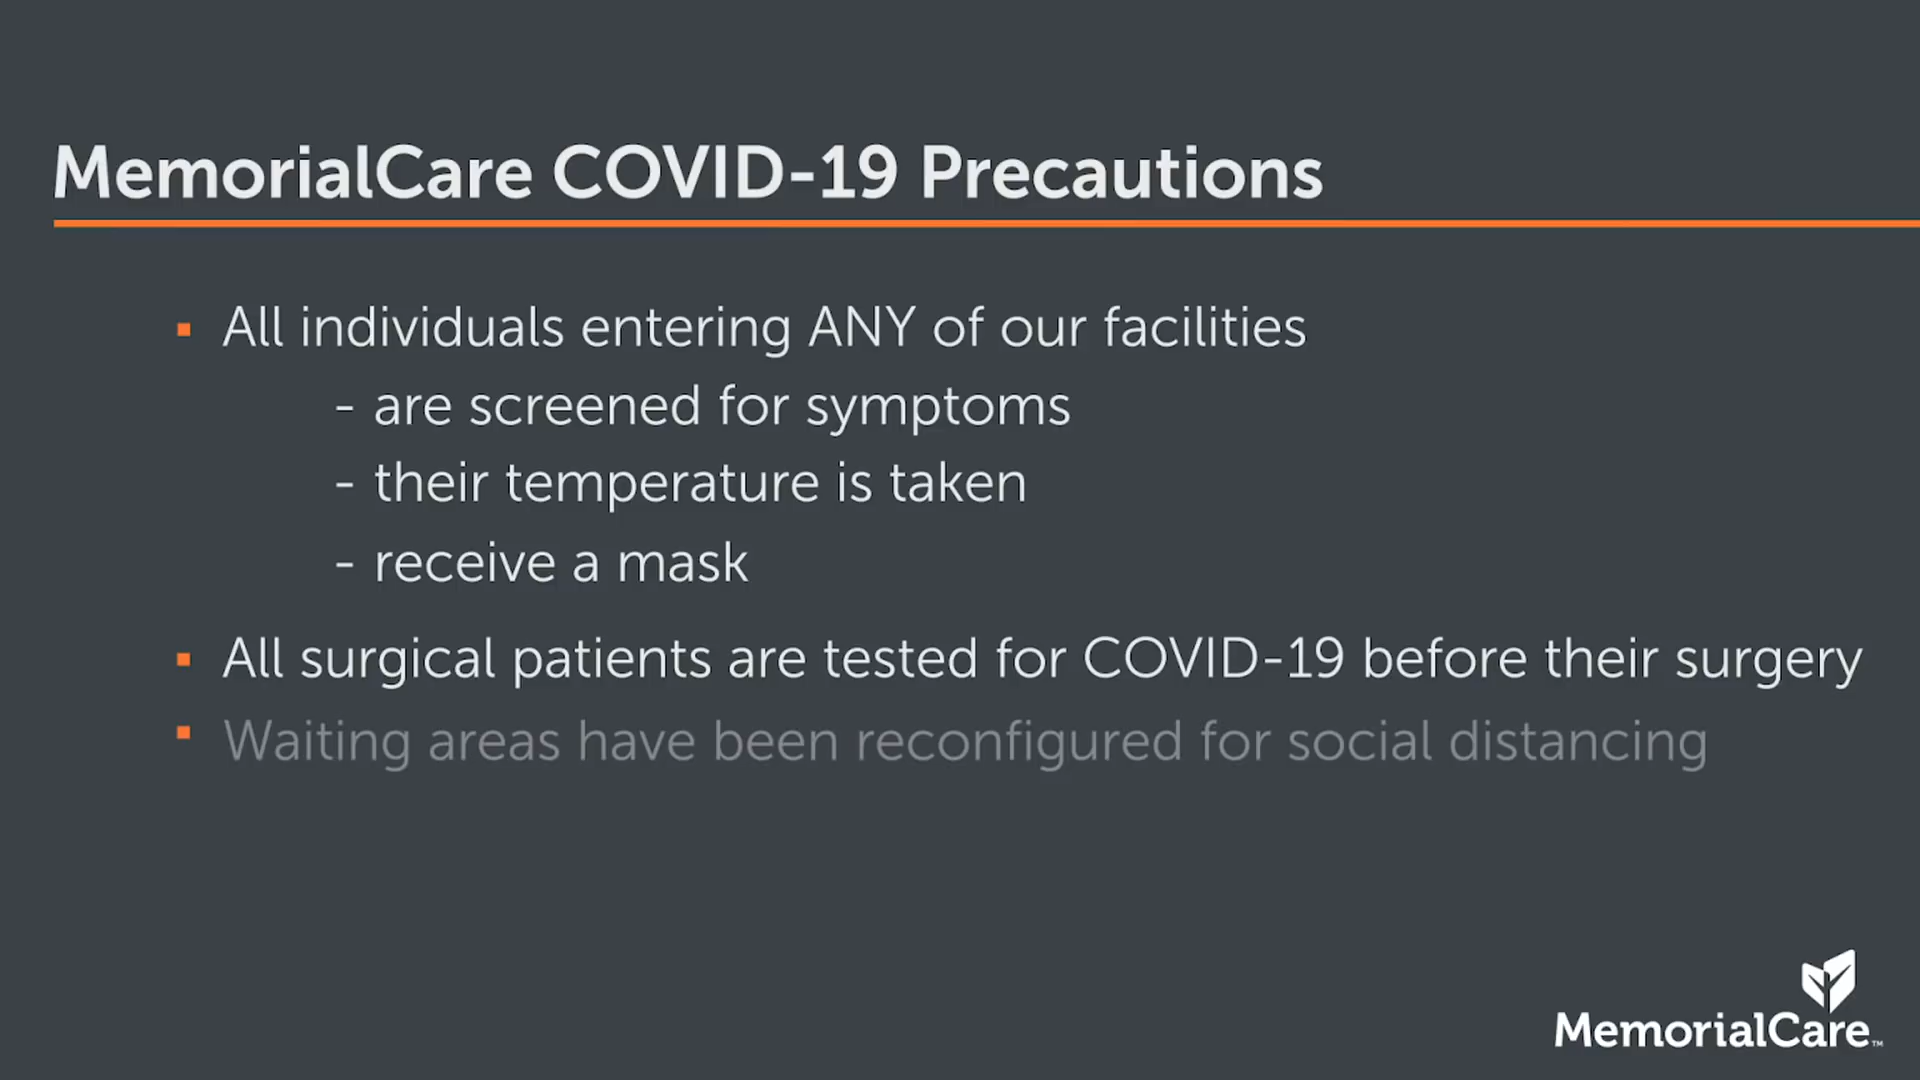 MemorialCare COVID-19 Precautions
▪ All individuals entering ANY of our facilities
- are screened for symptoms
- their temperature is taken
- receive a mask
▪ All surgical patients are tested for COVID-19 before their surgery
▪ Waiting areas have been reconfigured for social distancing
MemorialCare™